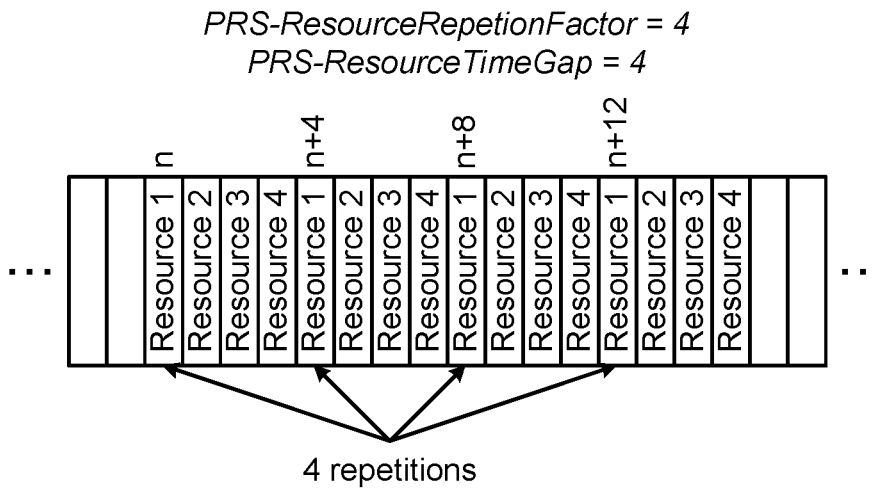 PRS-ResourceRepetionFactor = 4
PRS-ResourceTimeGap = 4
n
n+4
n+8
n+12
Resource 1
Resource 2
Resource 3
Resource 4
Resource 1
Resource 2
Resource 3
Resource 4
Resource 1
Resource 2
Resource 3
Resource 4
Resource 1
Resource 2
Resource 3
Resource 4
4 repetitions